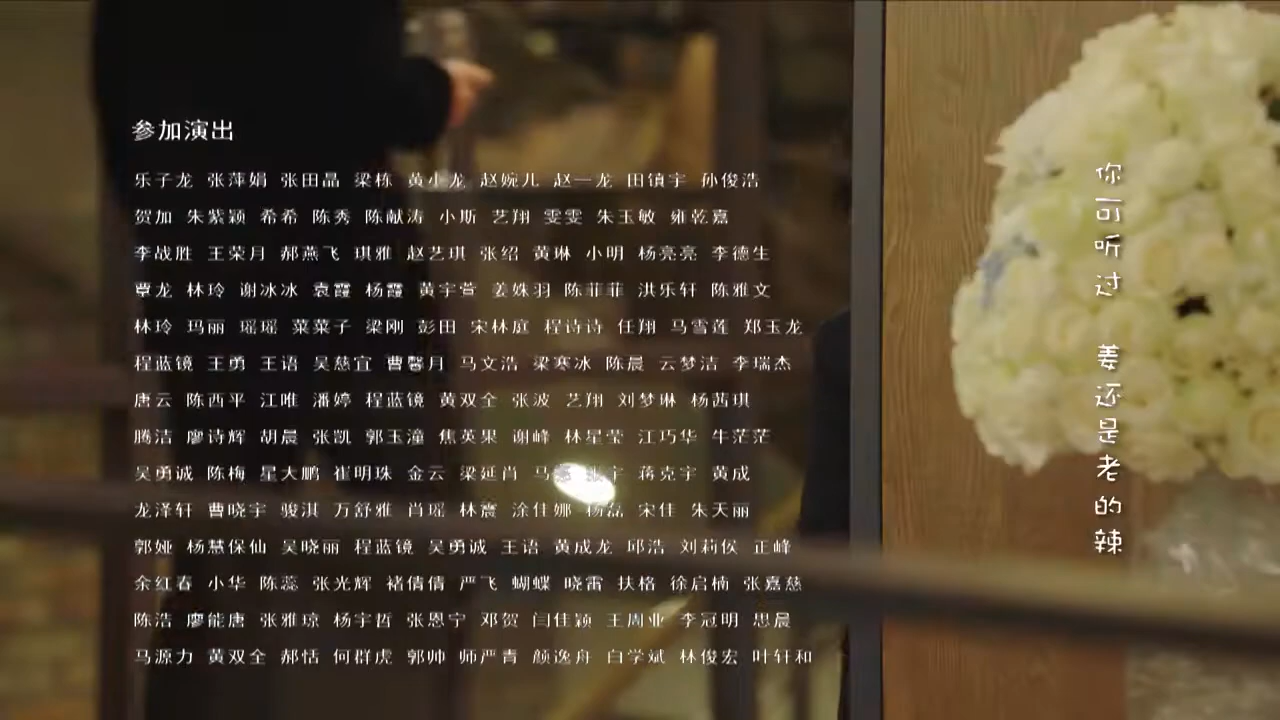 参加演出
乐子龙 张萍娟 张田晶 梁栋 黄小龙 赵婉儿 赵一龙 田镇宇 孙俊浩
贺加 朱紫颖 希希 陈秀 陈献涛 小斯 艺翔 雯雯 朱玉敏 雍乾嘉
李战胜 王荣月 郝燕飞 琪雅 赵艺琪 张绍 黄琳 小明 杨亮亮 李德生
覃龙 林玲 谢冰冰 袁霞 杨霞 黄宇萱 姜姝羽 陈菲菲 洪乐轩 陈雅文
林玲 玛丽 瑶瑶 菜菜子 梁刚 彭田 宋林庭 程诗诗 任翔 马雪莲 郑玉龙
程蓝镜 王勇 王语 吴慈宜 曹馨月 马文浩 梁寒冰 陈晨 云梦洁 李瑞杰
唐云 陈西平 江唯 潘婷 程蓝镜 黄双全 张波 艺翔 刘梦琳 杨茜琪
腾洁 廖诗辉 胡晨 张凯 郭玉潼 焦英果 谢峰 林星莹 江巧华 牛茫茫
吴勇诚 陈梅 星大鹏 崔明珠 金云 梁延肖 蒋克宇 黄成
龙泽轩 曹晓宇 骏淇 万舒雅 肖瑶 林震 涂佳娜 杨磊 宋佳 朱天丽
郭娅 杨慧保仙 吴晓丽 程蓝镜 吴勇诚 王语 黄成龙 邱浩 刘莉侯 正峰
余红春 小华 陈蕊 张光辉 褚倩倩 严飞 蝴蝶 晓雷 扶格 徐启楠 张嘉慈
陈浩 廖能唐 张雅琼 杨宇哲 张恩宁 邓贺 闫佳颖 王周业 李冠明 思晨
马源力 黄双全 郝恬 何群虎 郭帅 师严青 颜逸舟 白学斌 林俊宏 叶轩和
你可听过 姜还是老的辣